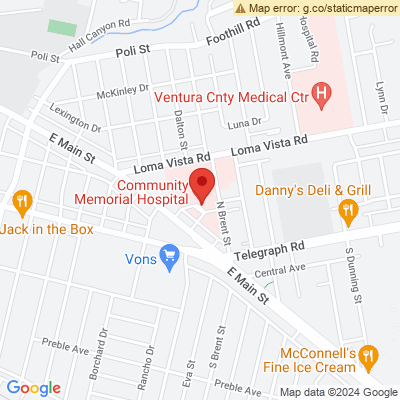 Map error: g.co/staticmaperror
Hall Canyon Rd
Poli St
Poli St
Foothill Rd
Hillmont Ave
Hospital Rd
Lynn Dr
McKinley Dr
Ventura Cnty Medical Ctr
H
Lexington Dr
Dalton St
Luna Dr
E Main St
Loma Vista Rd
Loma Vista Rd
Community
Memorial Hospital
Danny's Deli & Grill
N Brent St
Jack in the Box
Telegraph Rd
Vons
Central Ave
S Dunning St
E Main St
Preble Ave
Borchard Dr
Rancho Dr
Eva St
S Brent St
McConnell's
Fine Ice Cream
Preble Ave
Google
Map data ©2024 Google